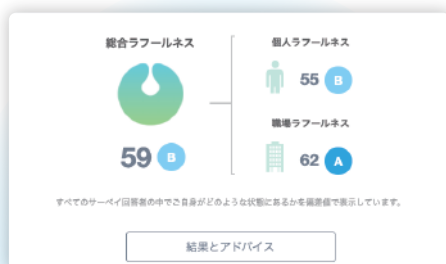 総合ラフールネス
59 B
個人ラフールネス
55 B
職場ラフールネス
62 A
すべてのサーベイ回答者の中でご自身がどのような状態にあるかを偏差値で表示しています。
結果とアドバイス